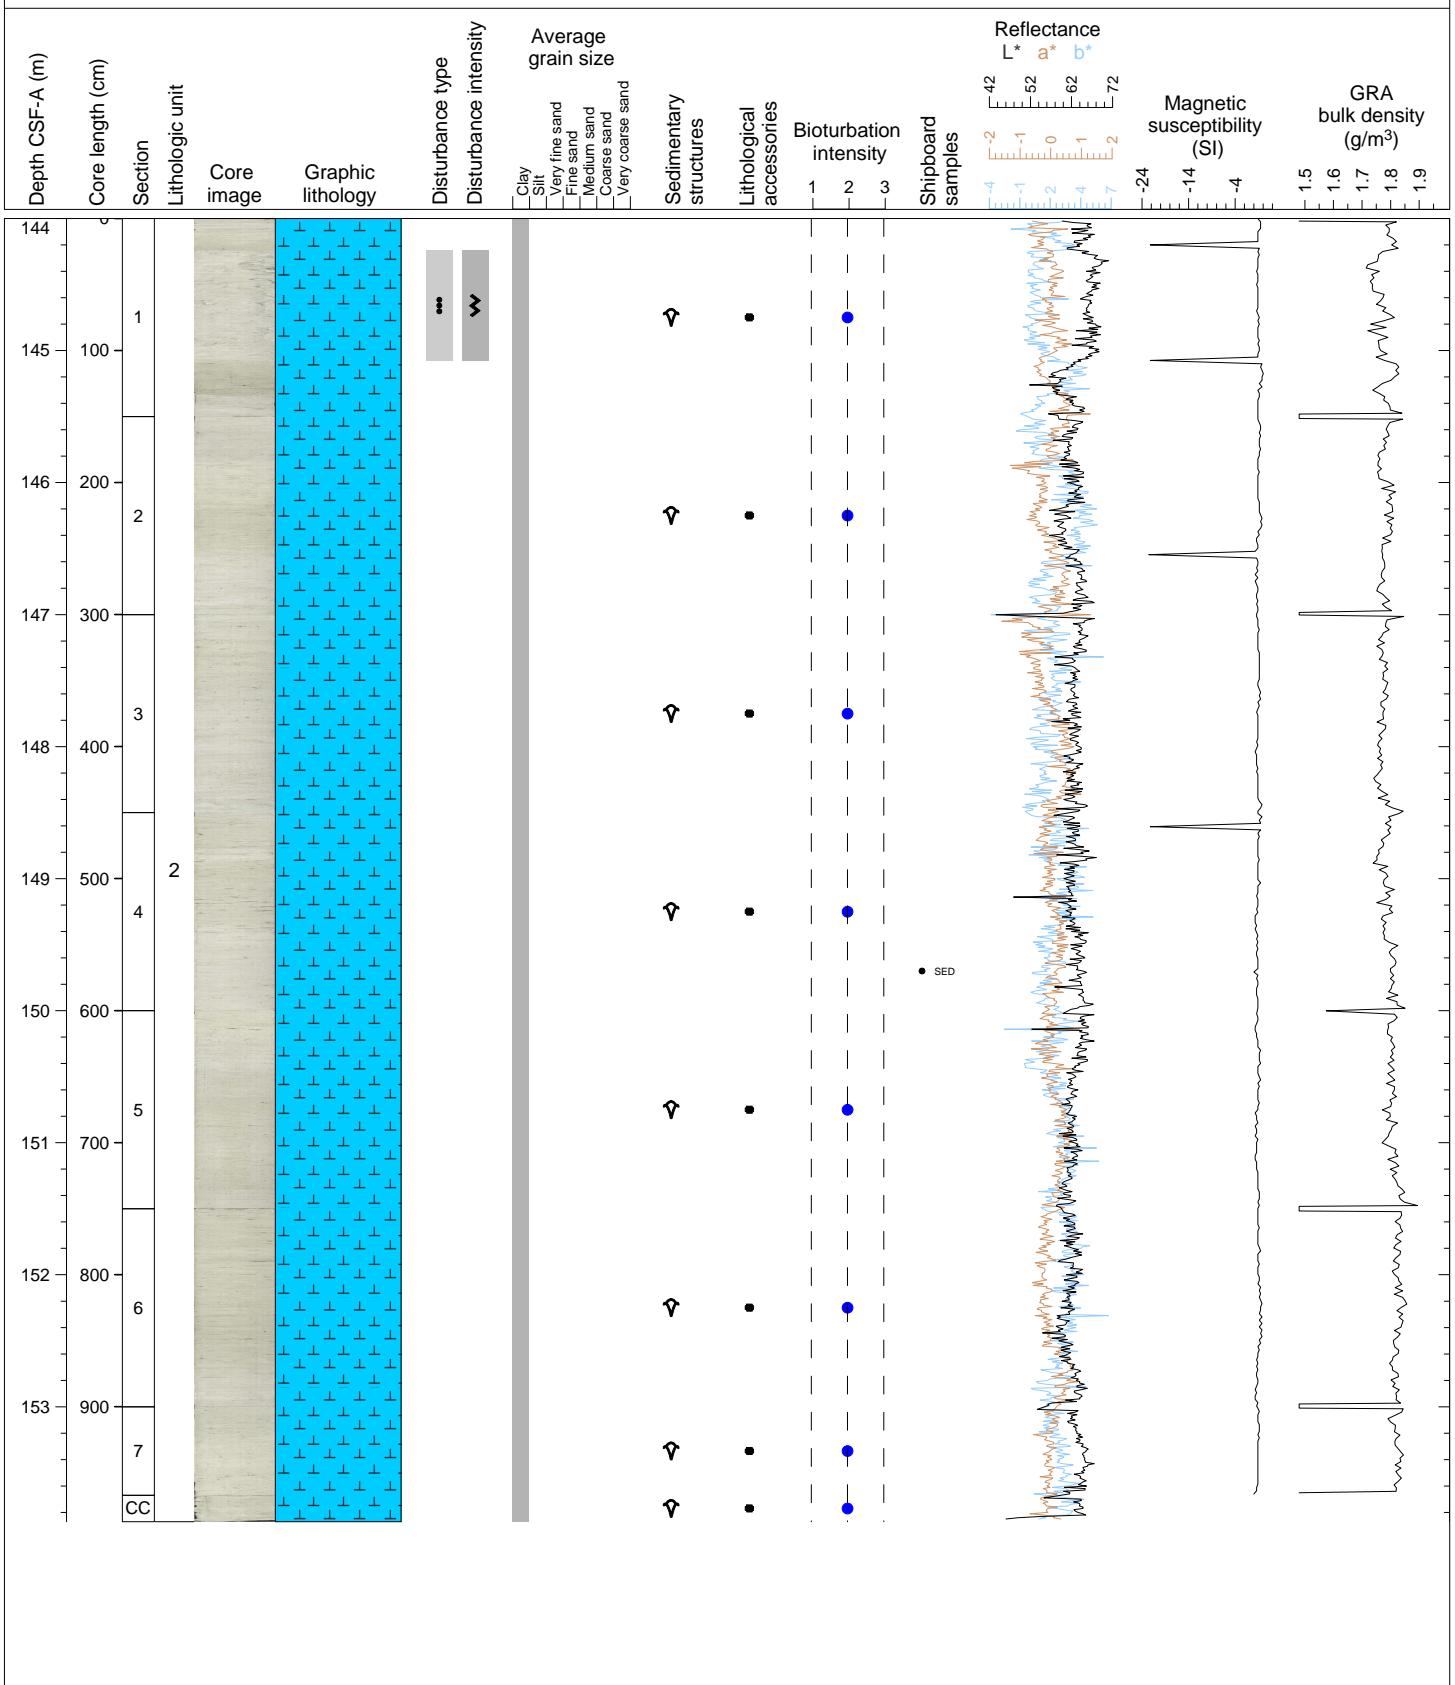 Depth CSF-A (m)
Core length (cm)
Section
Lithologic unit
Core
image
Graphic
lithology
Disturbance type
Disturbance intensity
Average
grain size
Clay
Silt
Very fine sand
Fine sand
Medium sand
Coarse sand
Very coarse sand
Sedimentary
structures
Lithological
accessories
Bioturbation
intensity
1 2 3
Shipboard
samples
Reflectance
L* a* b*
42 52 62 72
-2 -1 0 1 2
-4 -1 2 4 7
Magnetic
susceptibility
(SI)
-24 -14 -4
GRA
bulk density
(g/m3)
1.5 1.6 1.7 1.8 1.9
144 0
1
145 100
146 200
2
147 300
3
148 400
2
149 500
4
SED
150 600
5
151 700
152 800
6
153 900
7
CC